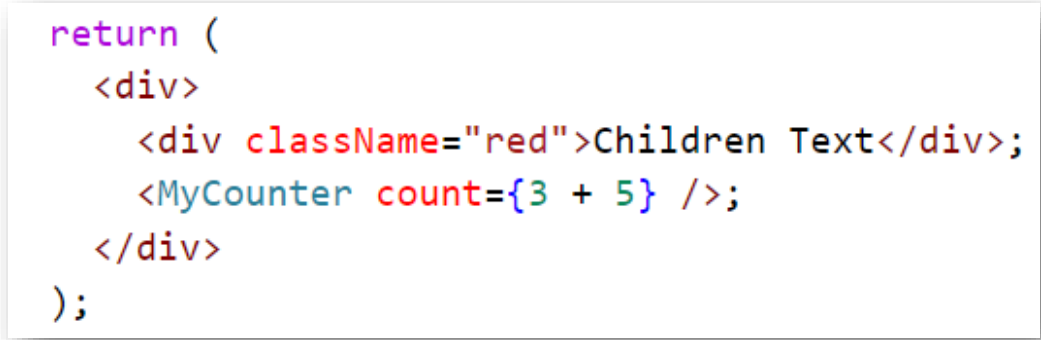 return (
  <div>
    <div className="red">Children Text</div>;
    <MyCounter count={3 + 5} />;
  </div>
);